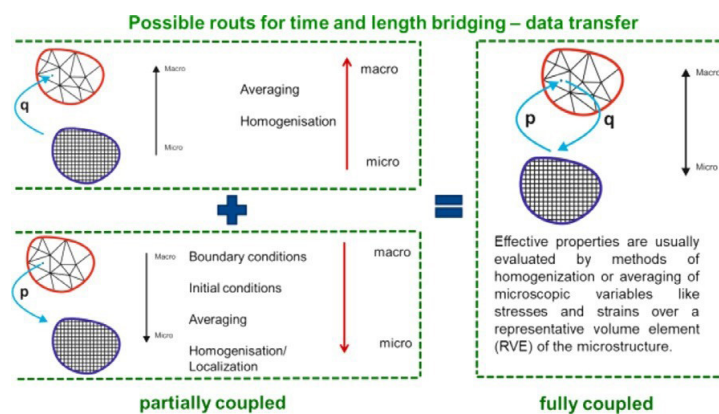 Possible routs for time and length bridging – data transfer
Macro
q
Micro
Averaging
Homogenisation
macro
micro
Macro
p
Micro
Boundary conditions
Initial conditions
Averaging
Homogenisation/
Localization
macro
micro
partially coupled
Macro
p
q
Micro
Effective properties are usually
evaluated by methods of
homogenization or averaging of
microscopic variables like
stresses and strains over a
representative volume element
(RVE) of the microstructure.
fully coupled